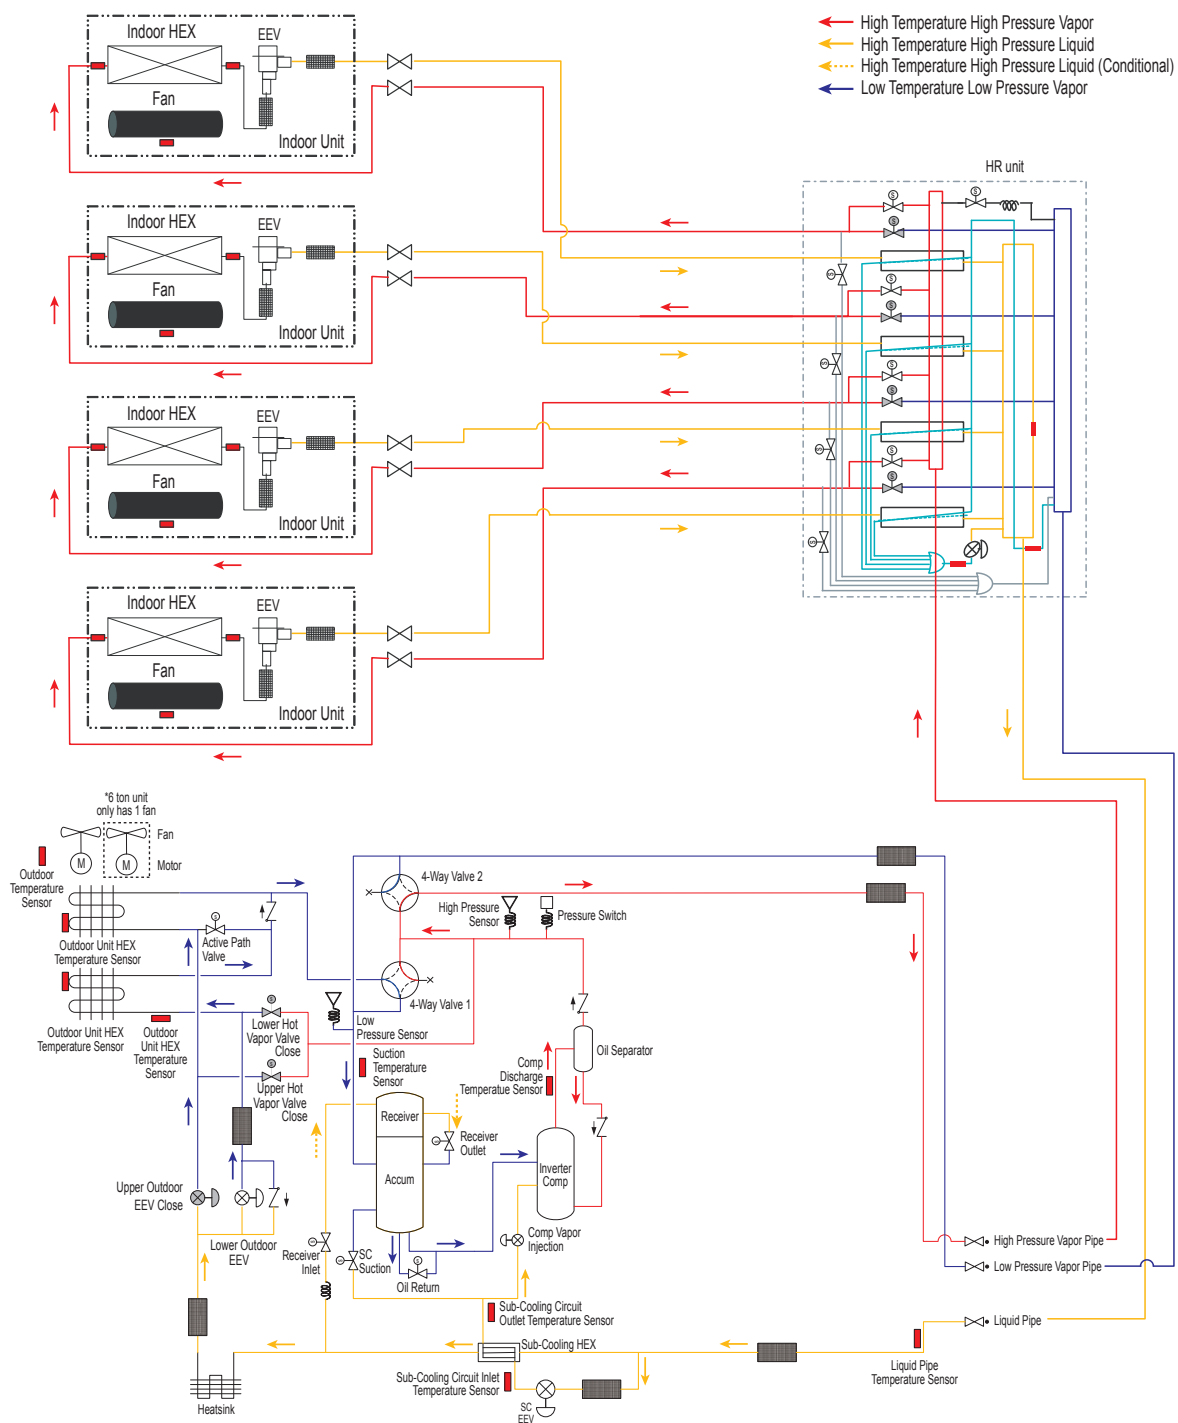 High Temperature High Pressure Vapor
High Temperature High Pressure Liquid
High Temperature High Pressure Liquid (Conditional)
Low Temperature Low Pressure Vapor
Indoor HEX
EEV
Fan
Indoor Unit
HR unit
Indoor HEX
EEV
Fan
Indoor Unit
Indoor HEX
EEV
Fan
Indoor Unit
Indoor HEX
EEV
Fan
Indoor Unit
S
S
S
S
S
S
S
S
S
S
S
S
S
*6 ton unit
only has 1 fan
Fan
M
M
Motor
Outdoor
Temperature
Sensor
4-Way Valve 2
High Pressure
Sensor
Pressure Switch
S
Active Path
Valve
Outdoor Unit HEX
Temperature Sensor
4-Way Valve 1
S
Lower Hot
Vapor Valve
Close
Outdoor Unit HEX
Temperature Sensor
Outdoor
Unit HEX
Temperature
Sensor
Low
Pressure Sensor
Suction
Temperature
Sensor
Oil Separator
Comp
Discharge
Temperatue Sensor
S
Upper Hot
Vapor Valve
Close
Receiver
S
Receiver
Outlet
Accum
Inverter
Comp
Upper Outdoor
EEV Close
Lower Outdoor
EEV
S
Receiver
Inlet
S
SC
Suction
S
Oil Return
Comp Vapor
Injection
High Pressure Vapor Pipe
Low Pressure Vapor Pipe
Liquid Pipe
Sub-Cooling Circuit
Outlet Temperature Sensor
Sub-Cooling HEX
Sub-Cooling Circuit Inlet
Temperature Sensor
Liquid Pipe
Temperature Sensor
SC
EEV
Heatsink